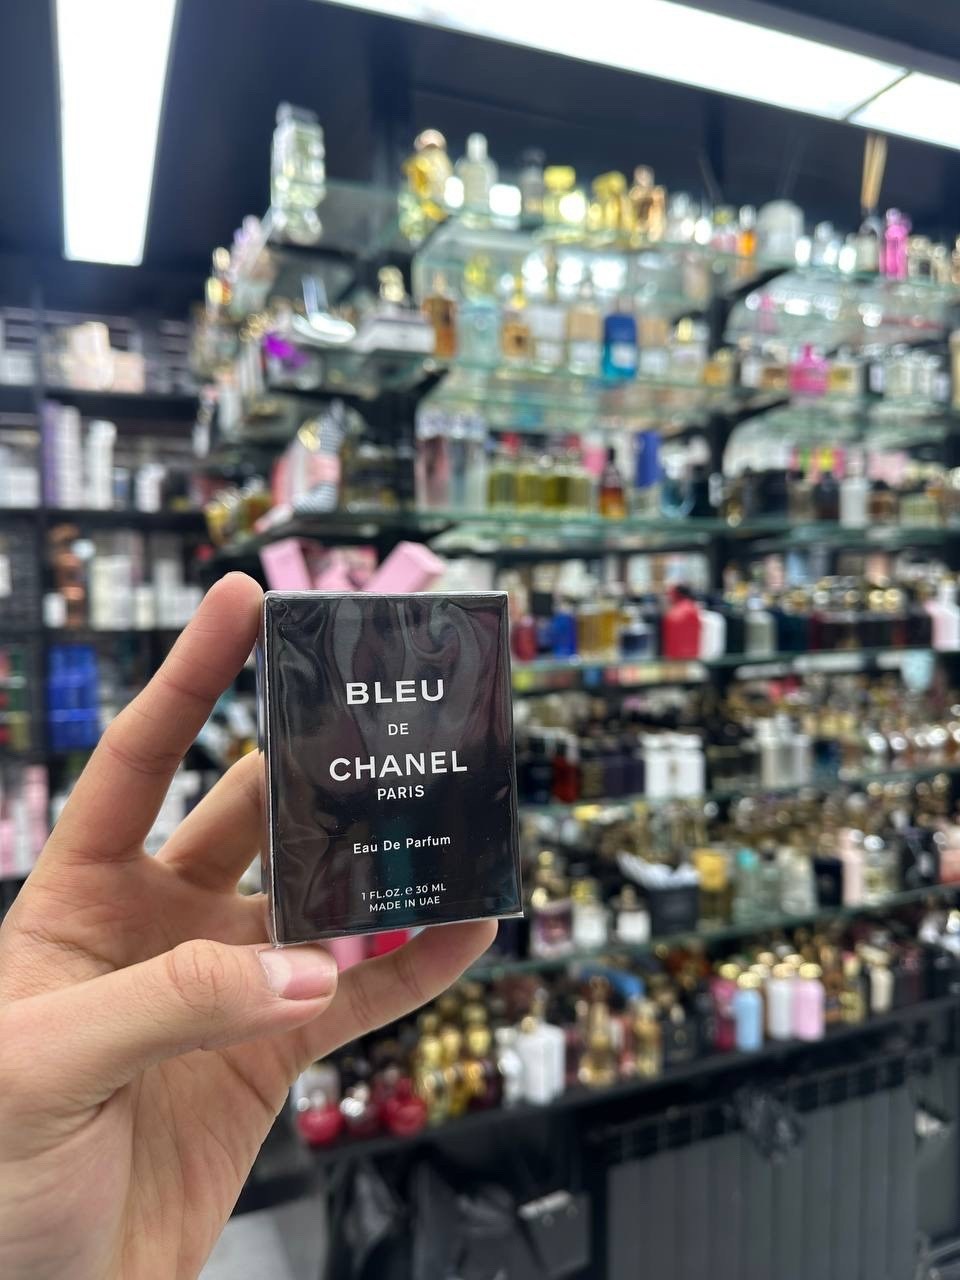 BLEU
DE
CHANEL
PARIS
Eau De Parfum
1 FL.OZ. ℮ 30 ML
MADE IN UAE